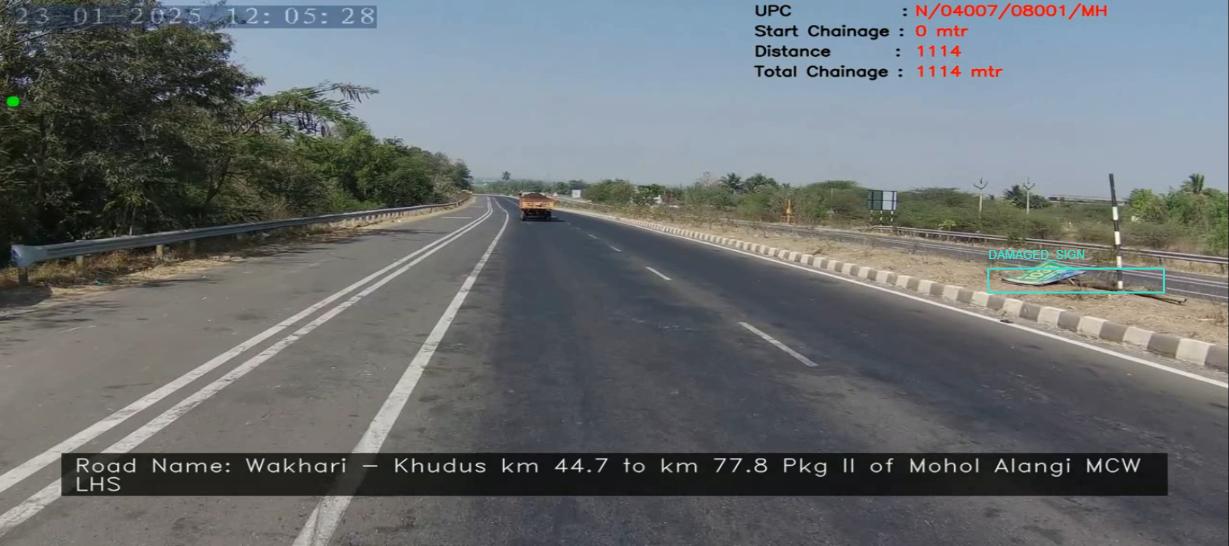 23-01-2025 12:05:28
UPC : N/04007/08001/MH
Start Chainage : 0 mtr
Distance : 1114
Total Chainage : 1114 mtr
DAMAGED_SIGN
Road Name: Wakhari - Khudus km 44.7 to km 77.8 Pkg II of Mohol Alangi MCW
LHS